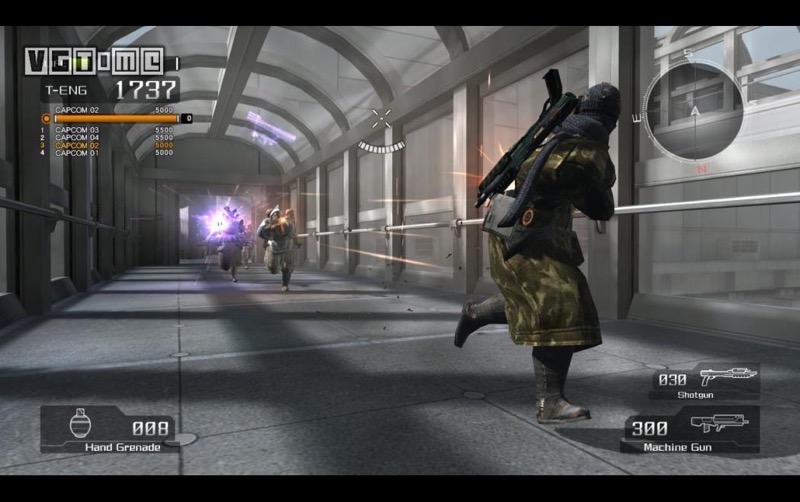 VGTIME
T-ENG 1737
CAPCOM 02 5000
0
1 CAPCOM 03 5500
2 CAPCOM 04 5500
3 CAPCOM 02 5000
4 CAPCOM 01 5000
S
W
N
030
Shotgun
008
Hand Grenade
300
Machine Gun